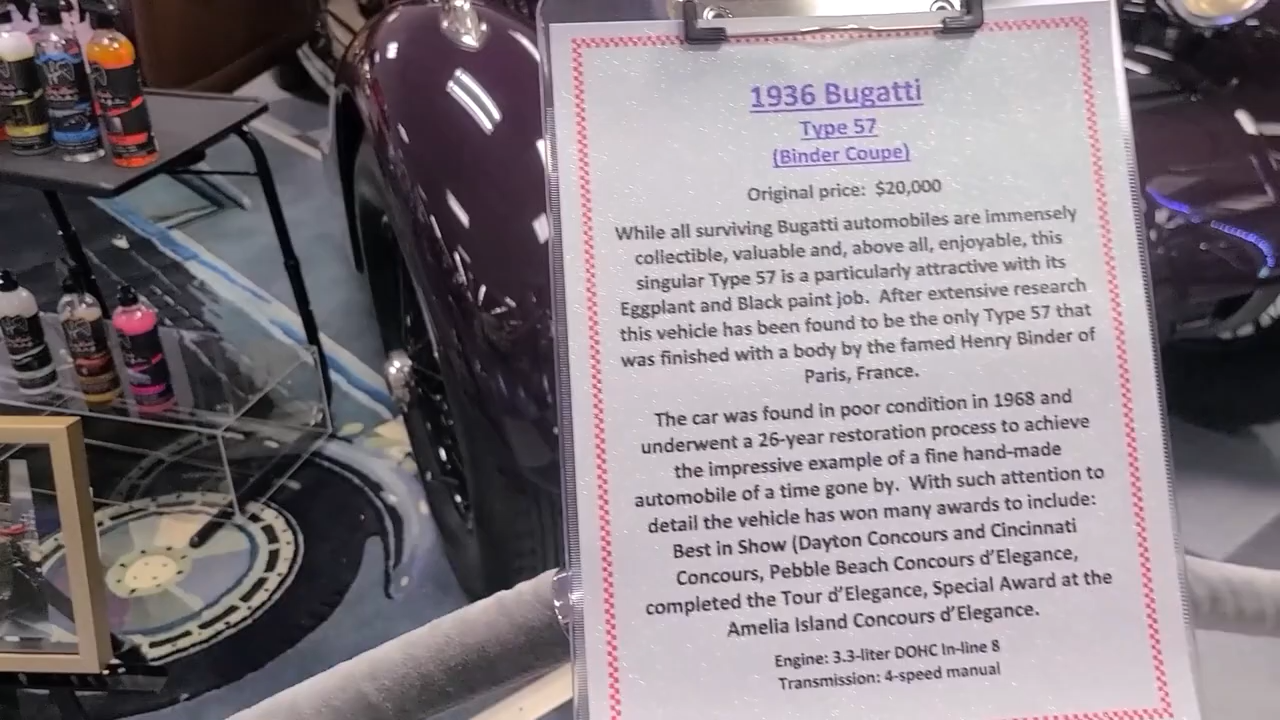 1936 Bugatti
Type 57
(Binder Coupe)
Original price: $20,000
While all surviving Bugatti automobiles are immensely
collectible, valuable and, above all, enjoyable, this
singular Type 57 is a particularly attractive with its
Eggplant and Black paint job. After extensive research
this vehicle has been found to be the only Type 57 that
was finished with a body by the famed Henry Binder of
Paris, France.
The car was found in poor condition in 1968 and
underwent a 26-year restoration process to achieve
the impressive example of a fine hand-made
automobile of a time gone by. With such attention to
detail the vehicle has won many awards to include:
Best in Show (Dayton Concours and Cincinnati
Concours, Pebble Beach Concours d'Elegance,
completed the Tour d'Elegance, Special Award at the
Amelia Island Concours d'Elegance.
Engine: 3.3-liter DOHC In-line 8
Transmission: 4-speed manual